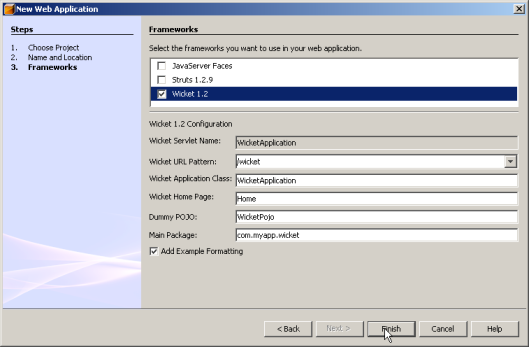 New Web Application
Steps
1. Choose Project
2. Name and Location
3. Frameworks
Frameworks
Select the frameworks you want to use in your web application.
JavaServer Faces
Struts 1.2.9
Wicket 1.2
Wicket 1.2 Configuration
Wicket Servlet Name: WicketApplication
Wicket URL Pattern: /wicket
Wicket Application Class: WicketApplication
Wicket Home Page: Home
Dummy POJO: WicketPojo
Main Package: com.myapp.wicket
Add Example Formatting
< Back Next > Finish Cancel Help